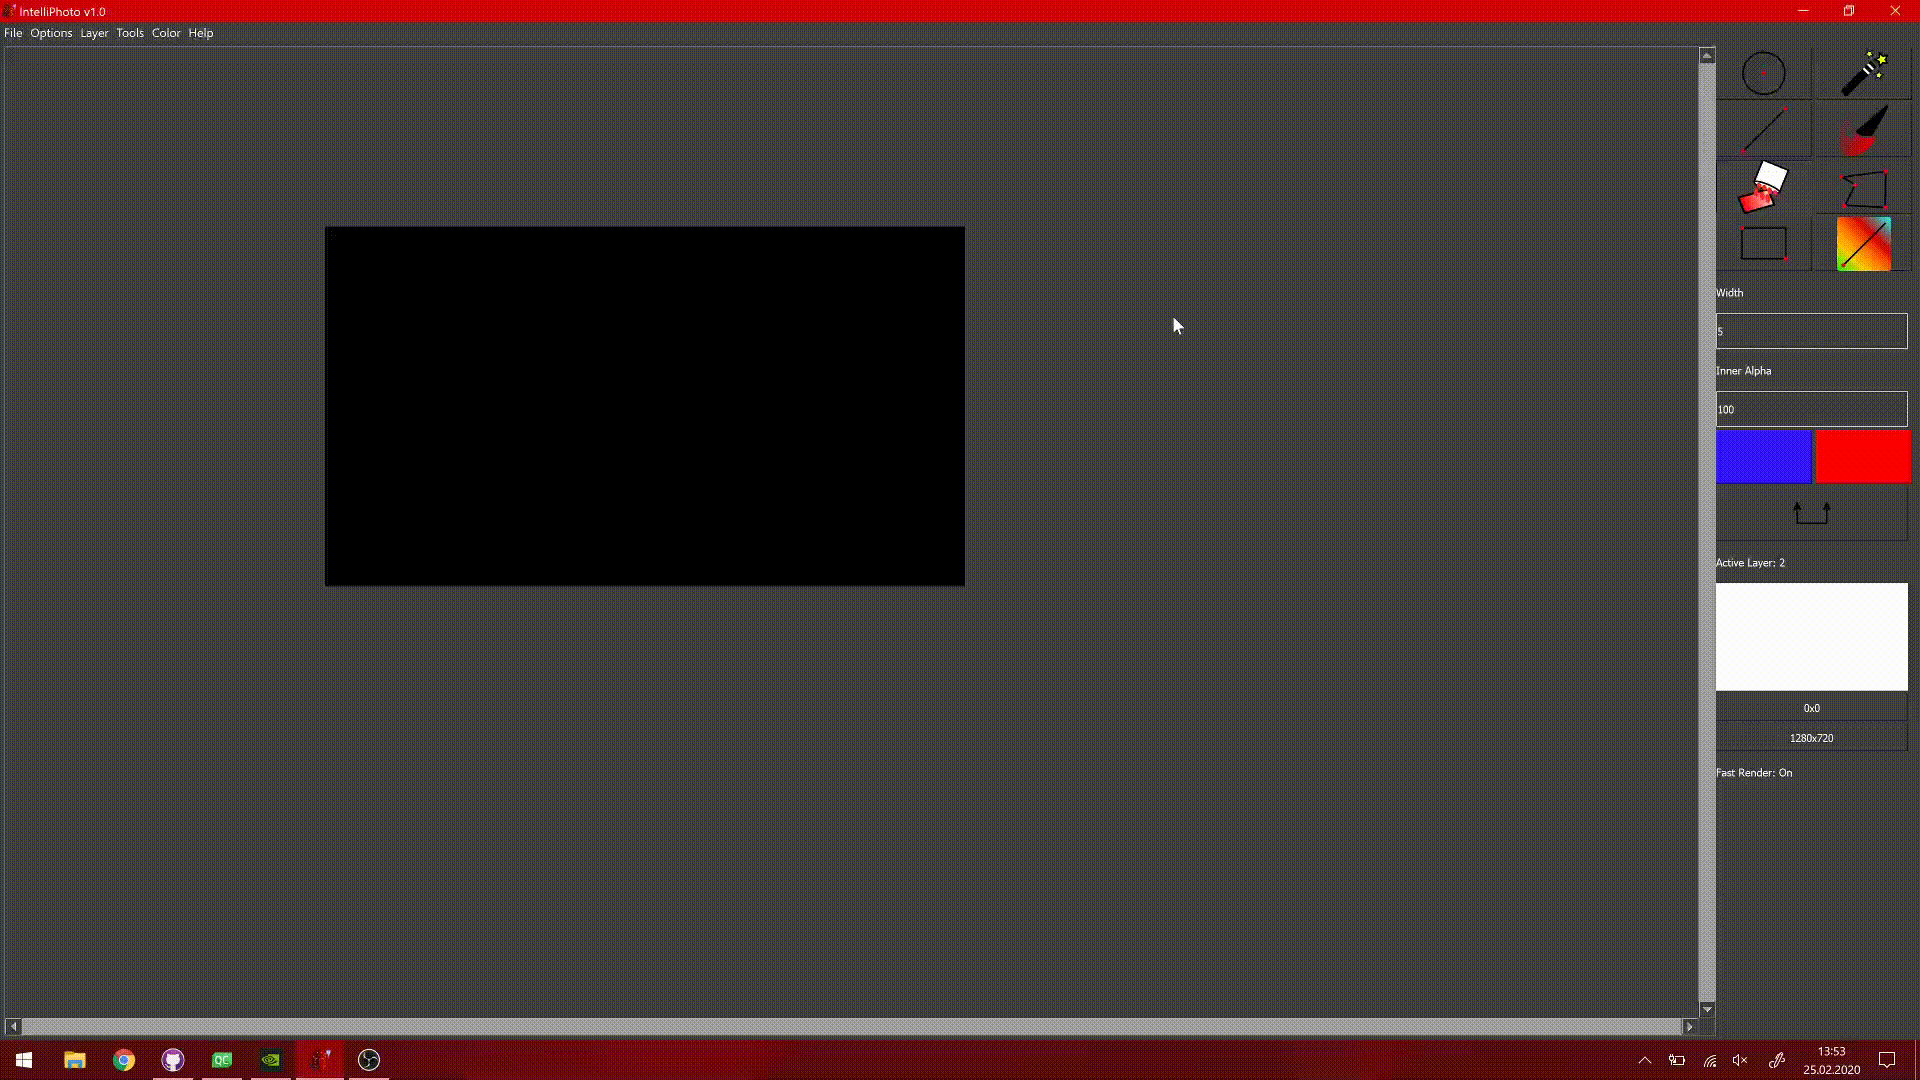 IntelliPhoto v1.0
File Options Layer Tools Color Help
Width
5
Inner Alpha
100
Active Layer: 2
0x0
1280x720
Fast Render: On
QC
13:53
25.02.2020